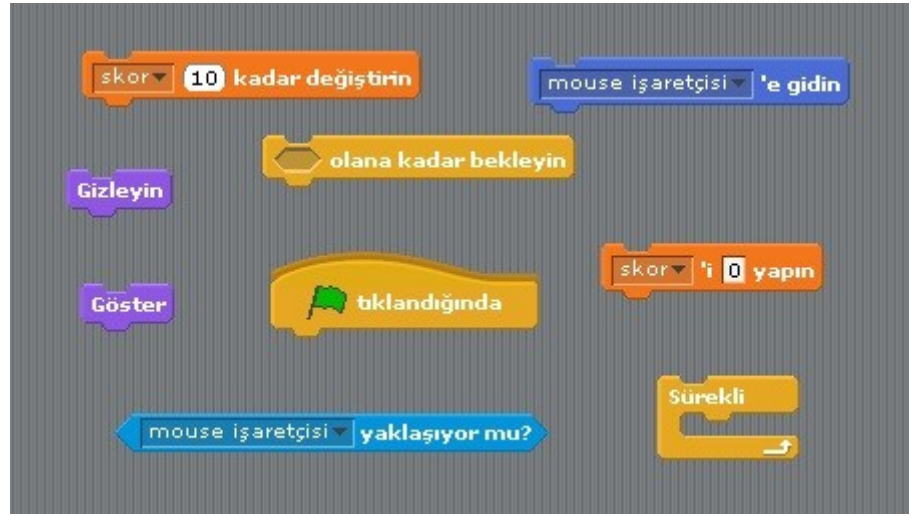 skor 10 kadar değiştirin
mouse işaretçisi 'e gidin
olana kadar bekleyin
Gizleyin
skor 'i 0 yapın
Göster
tıklandığında
Sürekli
mouse işaretçisi yaklaşıyor mu?